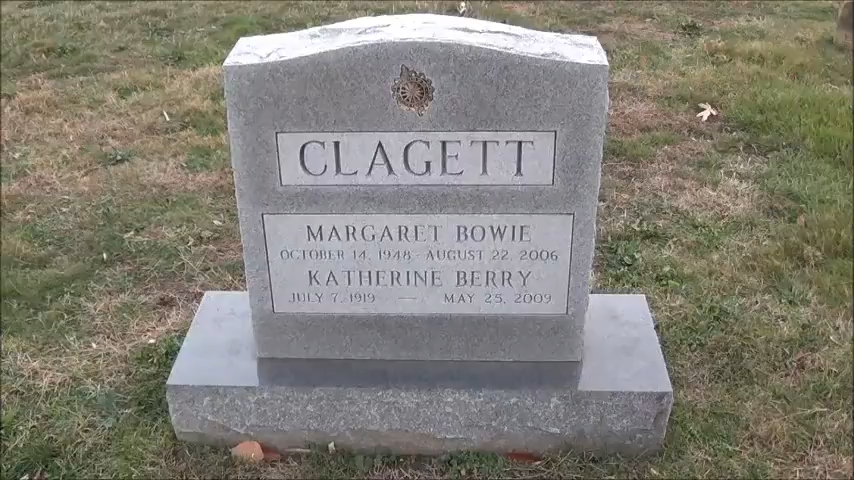 CLAGETT
MARGARET BOWIE
OCTOBER 14, 1948 - AUGUST 22, 2006
KATHERINE BERRY
JULY 7, 1919 — MAY 25, 2009